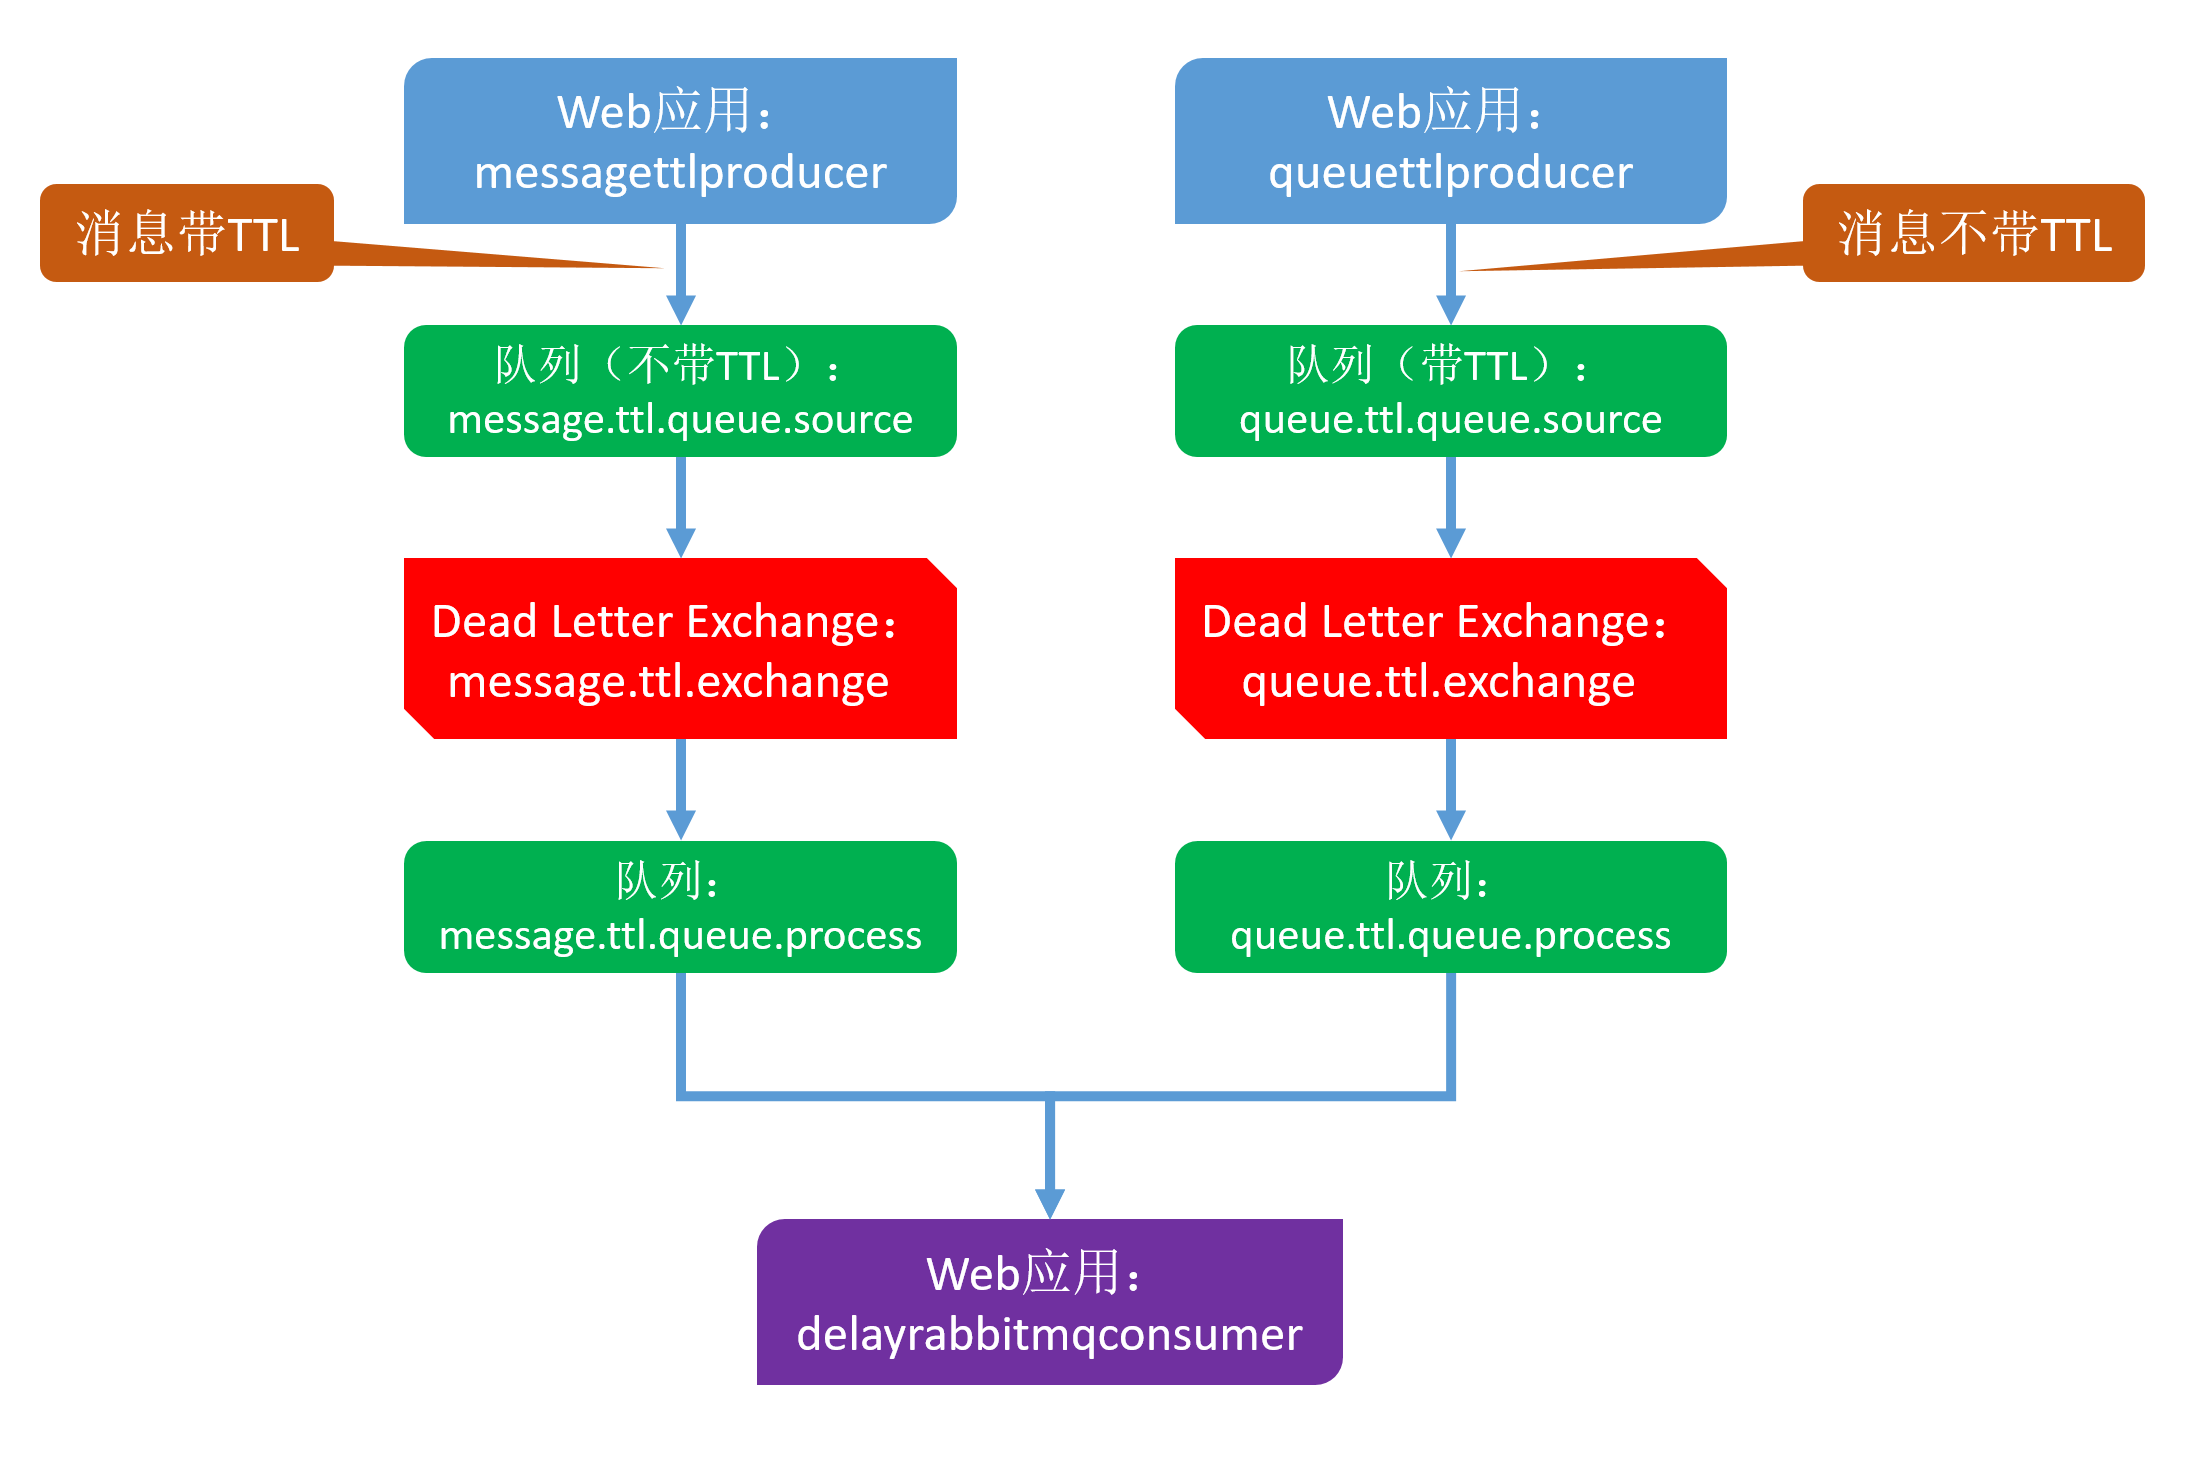 Web应用：
messagettlproducer
Web应用：
queuettlproducer
消息带TTL
消息不带TTL
队列（不带TTL）：
message.ttl.queue.source
队列（带TTL）：
queue.ttl.queue.source
Dead Letter Exchange：
message.ttl.exchange
Dead Letter Exchange：
queue.ttl.exchange
队列：
message.ttl.queue.process
队列：
queue.ttl.queue.process
Web应用：
delayrabbitmqconsumer